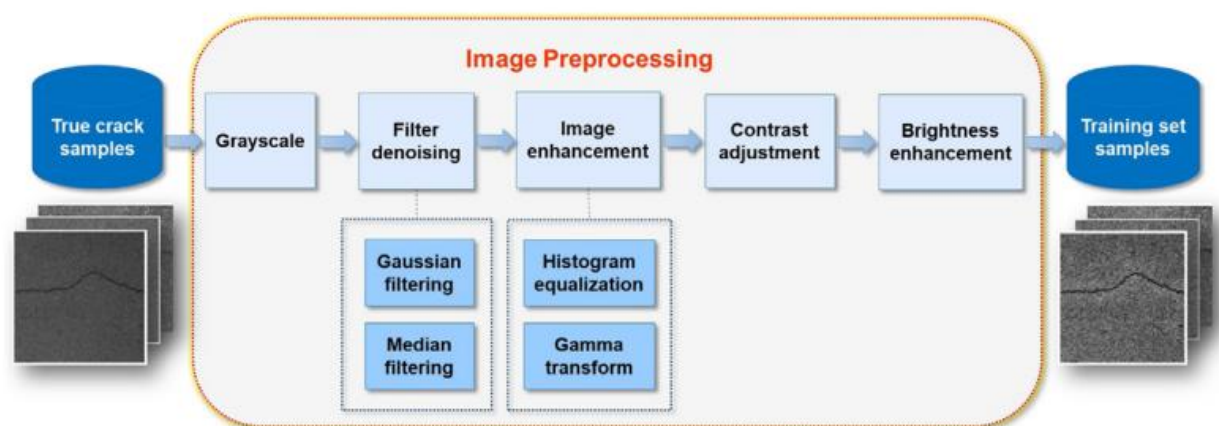 Image Preprocessing
True crack
samples
Grayscale
Filter
denoising
Image
enhancement
Contrast
adjustment
Brightness
enhancement
Training set
samples
Gaussian
filtering
Median
filtering
Histogram
equalization
Gamma
transform